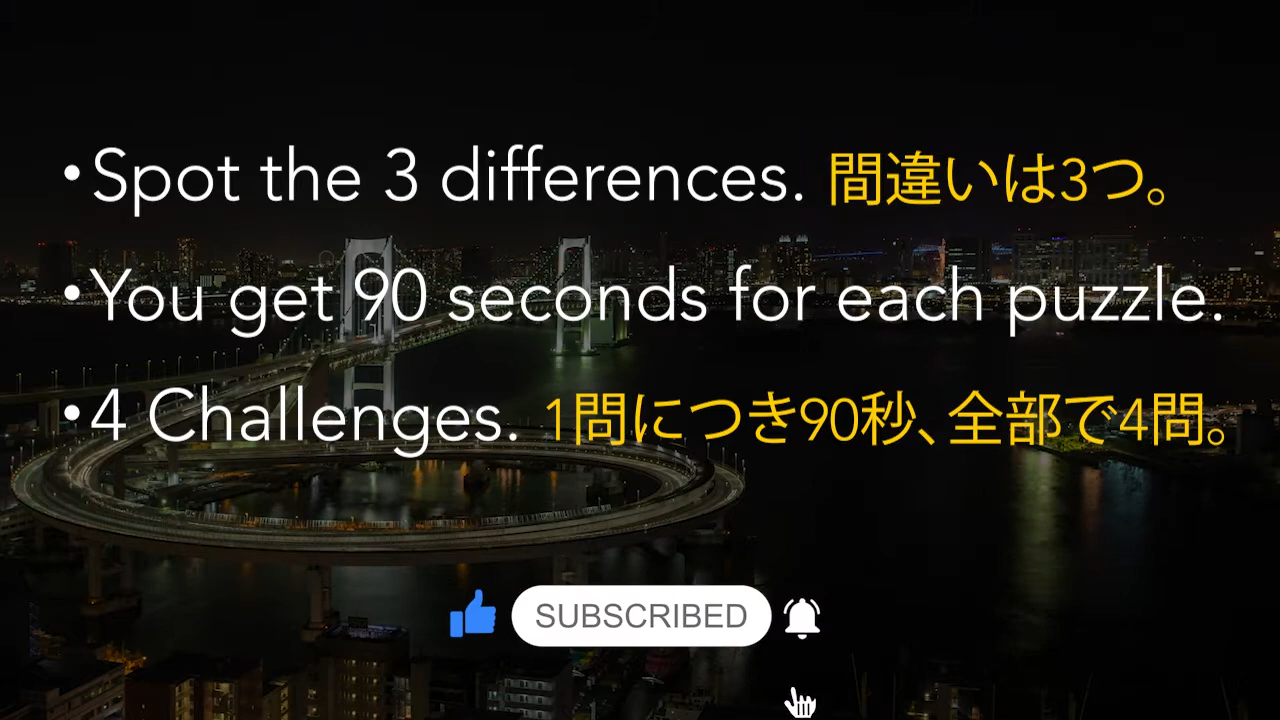 •Spot the 3 differences. 間違いは3つ。
•You get 90 seconds for each puzzle.
•4 Challenges. 1問につき90秒、全部で4問。
SUBSCRIBED